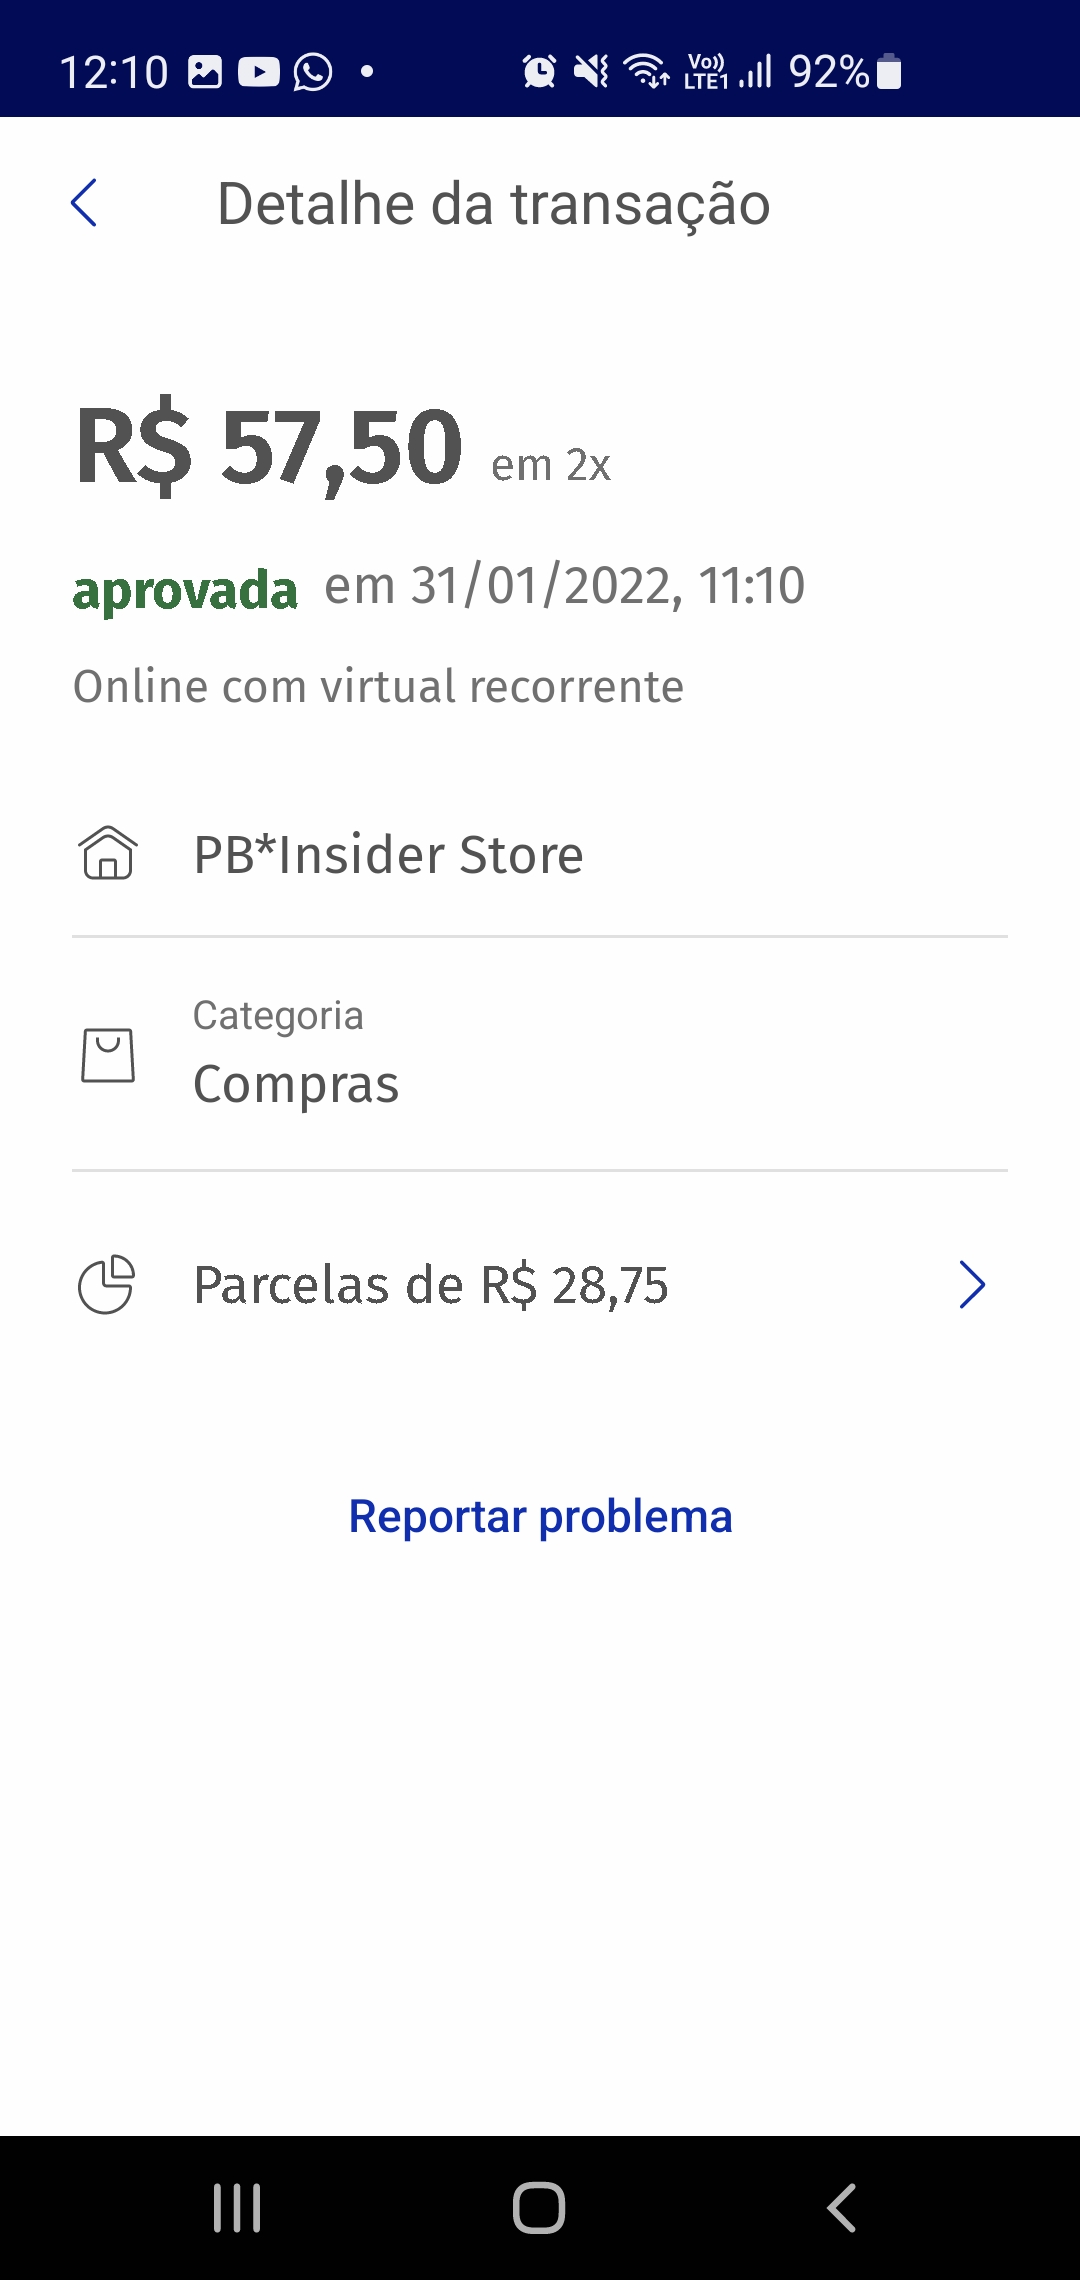 12:10 Vo)) LTE1 92%
Detalhe da transação
R$ 57,50 em 2x
aprovada em 31/01/2022, 11:10
Online com virtual recorrente
PB*Insider Store
Categoria
Compras
Parcelas de R$ 28,75
Reportar problema